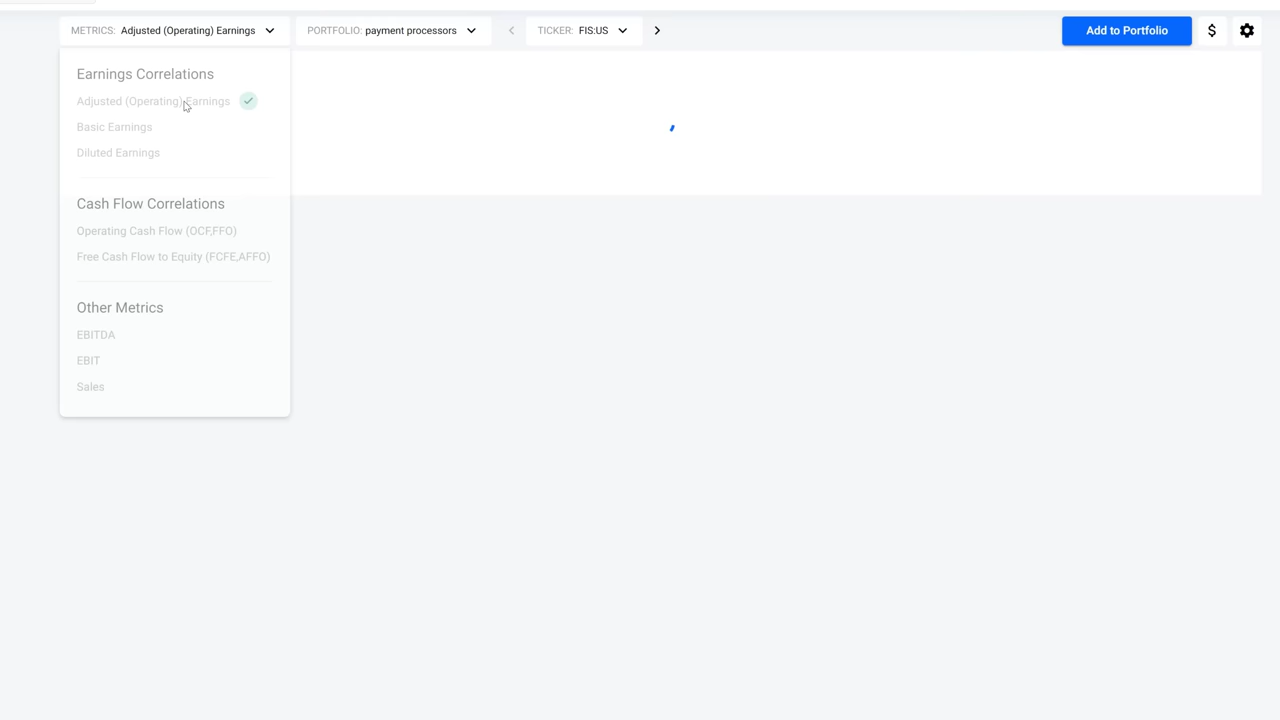 METRICS: Adjusted (Operating) Earnings PORTFOLIO: payment processors TICKER: FIS:US Add to Portfolio $
Earnings Correlations
Adjusted (Operating) Earnings
Basic Earnings
Diluted Earnings
Cash Flow Correlations
Operating Cash Flow (OCF,FFO)
Free Cash Flow to Equity (FCFE,AFFO)
Other Metrics
EBITDA
EBIT
Sales